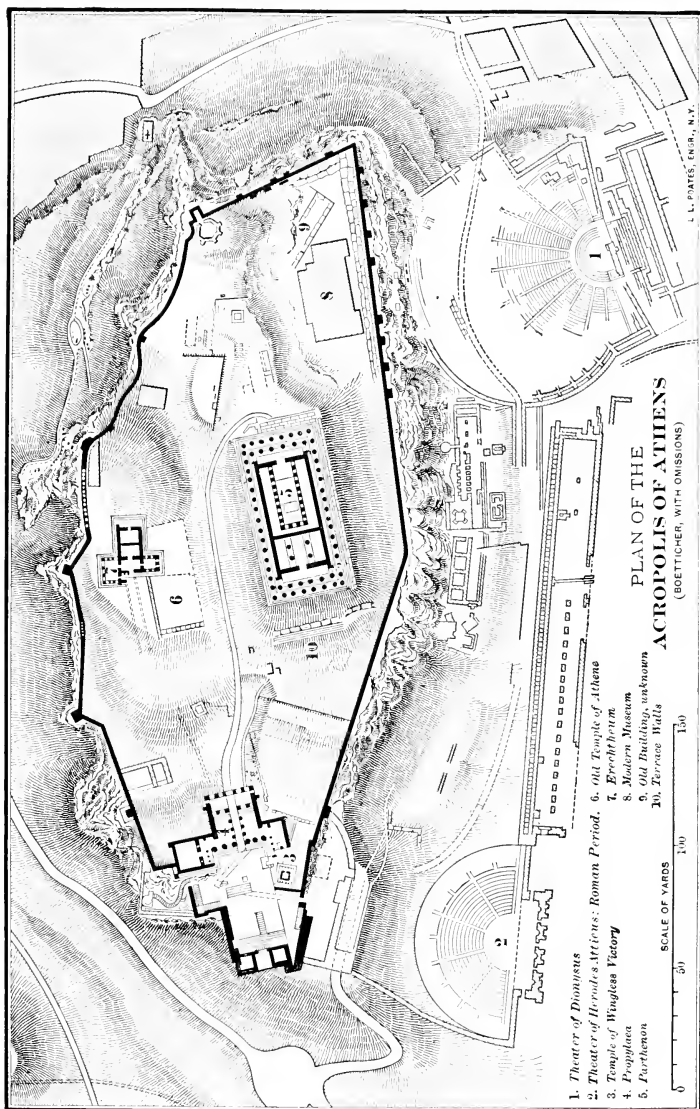 PLAN OF THE
ACROPOLIS OF ATHENS
(BOETTICHER, WITH OMISSIONS)
1. Theater of Dionysus
2. Theater of Herodes Atticus: Roman Period.
3. Temple of Wingless Victory
4. Propylaea
5. Parthenon
6. Old Temple of Athene
7. Erechtheum
8. Modern Museum
9. Old Building, unknown
10. Terrace Walls
SCALE OF YARDS
0 50 100 150
L. L. POATES, ENGR., N.Y.
1
2
3
4
5
6
7
8
9
10